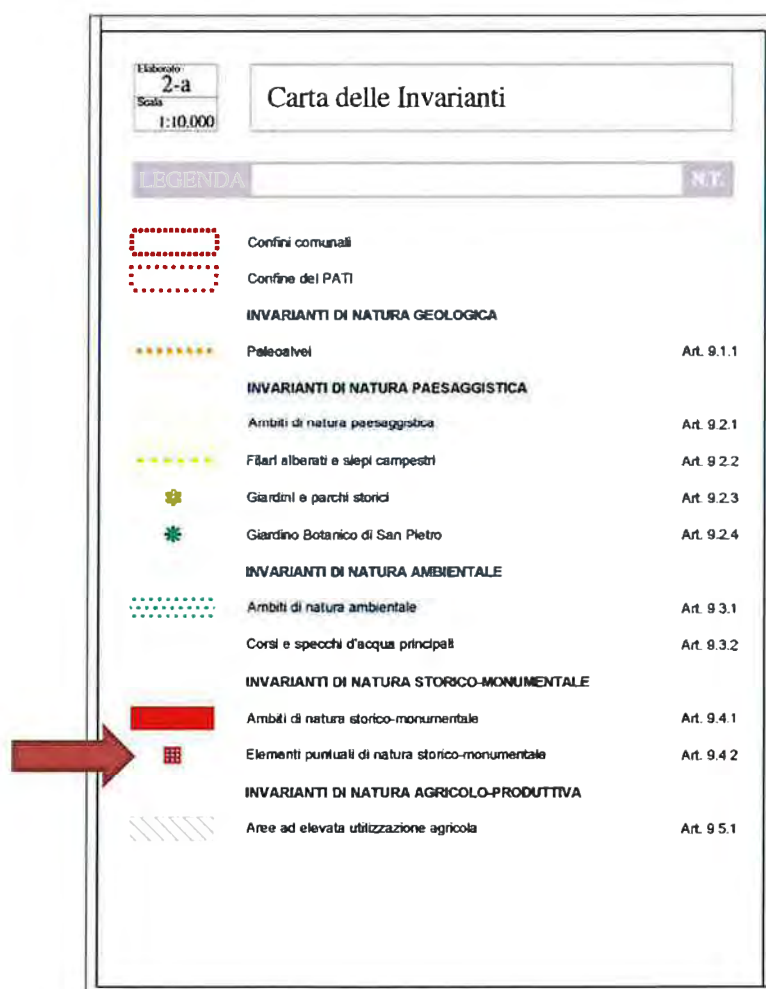 Elaborato
2-a
Scala
1:10.000
Carta delle Invarianti
LEGENDA N.T.
Confini comunali
Confine del PATI
INVARIANTI DI NATURA GEOLOGICA
Paleoalvei Art. 9.1.1
INVARIANTI DI NATURA PAESAGGISTICA
Ambiti di natura paesaggistica Art. 9.2.1
Filari alberati e siepi campestri Art. 9 2.2
Giardini e parchi storici Art. 9.2.3
Giardino Botanico di San Pietro Art. 9.2.4
INVARIANTI DI NATURA AMBIENTALE
Ambiti di natura ambientale Art. 9 3.1
Corsi e specchi d'acqua principali Art. 9.3.2
INVARIANTI DI NATURA STORICO-MONUMENTALE
Ambiti di natura storico-monumentale Art. 9.4.1
Elementi puntuali di natura storico-monumentale Art. 9.4 2
INVARIANTI DI NATURA AGRICOLO-PRODUTTIVA
Aree ad elevata utilizzazione agricola Art. 9 5.1